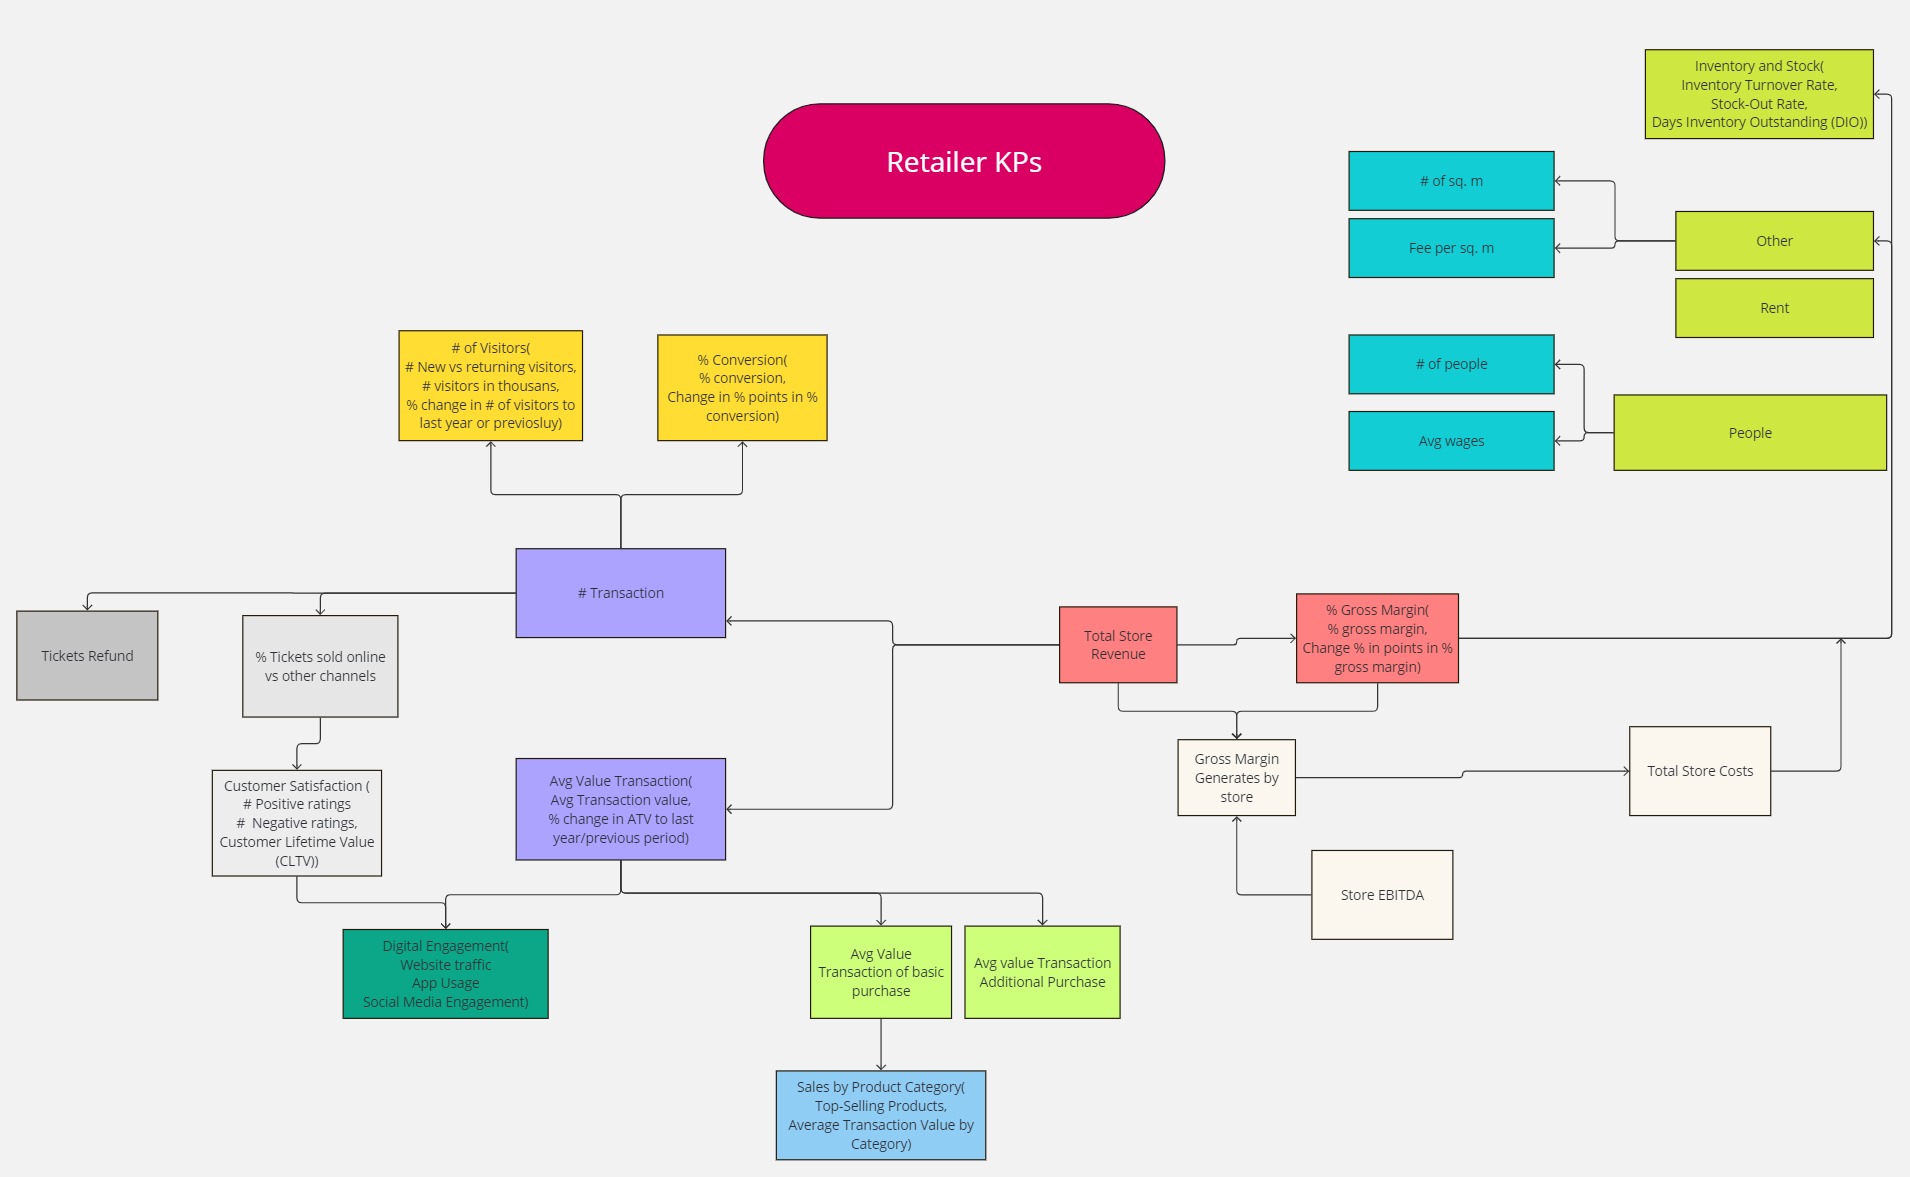 Retailer KPs
Inventory and Stock(
Inventory Turnover Rate,
Stock-Out Rate,
Days Inventory Outstanding (DIO))
# of sq. m
Fee per sq. m
Other
Rent
# of people
Avg wages
People
# of Visitors(
# New vs returning visitors,
# visitors in thousans,
% change in # of visitors to
last year or previosluy)
% Conversion(
% conversion,
Change in % points in %
conversion)
# Transaction
Tickets Refund
% Tickets sold online
vs other channels
Total Store
Revenue
% Gross Margin(
% gross margin,
Change % in points in %
gross margin)
Customer Satisfaction (
# Positive ratings
#  Negative ratings,
Customer Lifetime Value
(CLTV))
Avg Value Transaction(
Avg Transaction value,
% change in ATV to last
year/previous period)
Gross Margin
Generates by
store
Total Store Costs
Store EBITDA
Digital Engagement(
Website traffic
App Usage
Social Media Engagement)
Avg Value
Transaction of basic
purchase
Avg value Transaction
Additional Purchase
Sales by Product Category(
Top-Selling Products,
Average Transaction Value by
Category)